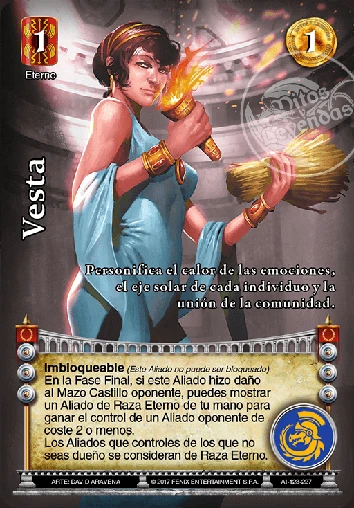 1
Eterno
1
Mitos y
Leyendas
Vesta
Personifica el calor de las emociones,
el eje solar de cada individuo y la
unión de la comunidad.
Imbloqueable (Este Aliado no puede ser bloqueado)
En la Fase Final, si este Aliado hizo daño
al Mazo Castillo oponente, puedes mostrar
un Aliado de Raza Eterno de tu mano para
ganar el control de un Aliado oponente de
coste 2 o menos.
Los Aliados que controles de los que no
seas dueño se consideran de Raza Eterno.
ARTE: DAVID ARAVENA
© 2017 FENIX ENTERTAINMENT S.P.A.